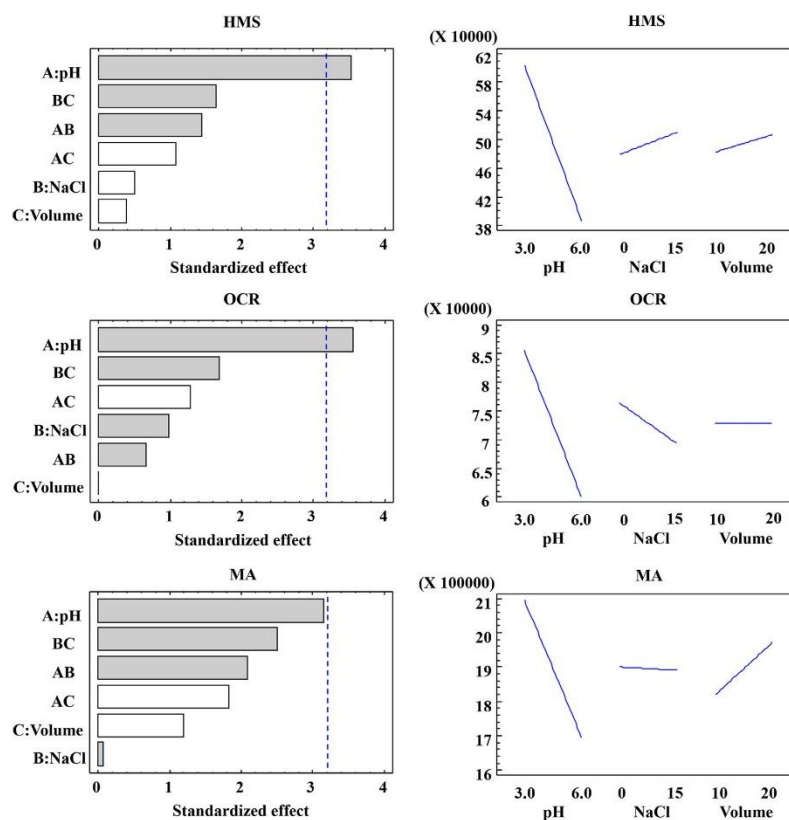 HMS
A:pH
BC
AB
AC
B:NaCl
C:Volume
0 1 2 3 4
Standardized effect
HMS
(X 10000)
62
58
54
50
46
42
38
3.0 6.0 0 15 10 20
pH NaCl Volume
OCR
A:pH
BC
AC
B:NaCl
AB
C:Volume
0 1 2 3 4
Standardized effect
OCR
(X 10000)
9
8.5
7.5
7
6.5
6
3.0 6.0 0 15 10 20
pH NaCl Volume
MA
A:pH
BC
AB
AC
C:Volume
B:NaCl
0 1 2 3 4
Standardized effect
MA
(X 100000)
21
20
19
18
17
16
3.0 6.0 0 15 10 20
pH NaCl Volume